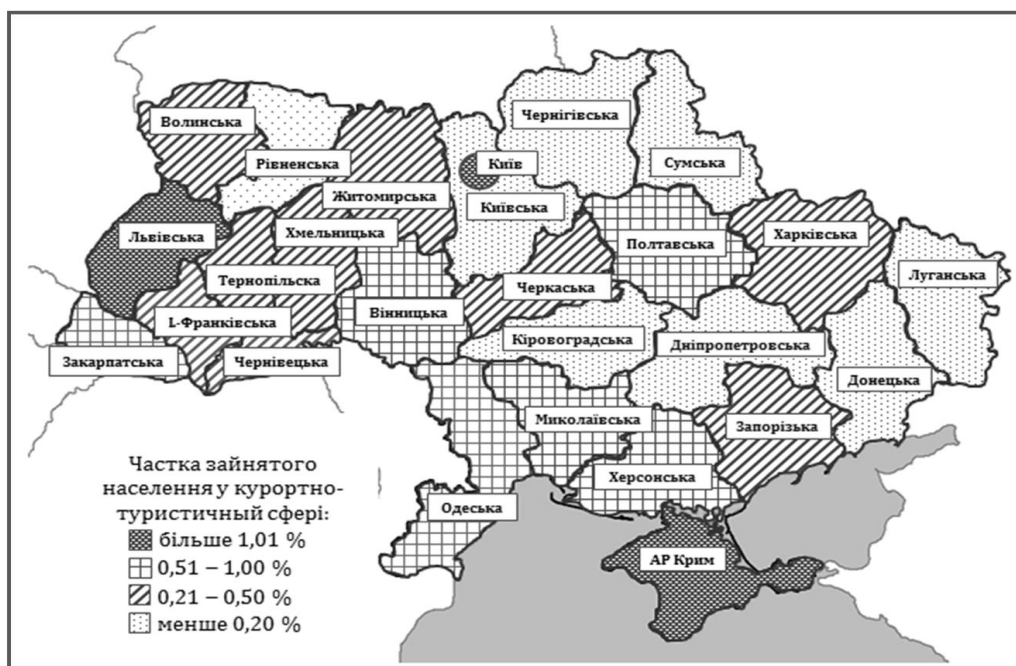 Волинська
Рівненська
Житомирська
Київ
Чернігівська
Сумська
Київська
Львівська
Хмельницька
Тернопільска
Полтавська
Харківська
Луганська
Черкаська
Вінницька
L-Франківська
Закарпатська
Чернівецька
Кіровоградська
Дніпропетровська
Донецька
Миколаївська
Запорізька
Херсонська
Одеська
АР Крим
Частка зайнятого
населення у курортно-
туристичный сфері:
більше 1,01 %
0,51 – 1,00 %
0,21 – 0,50 %
менше 0,20 %